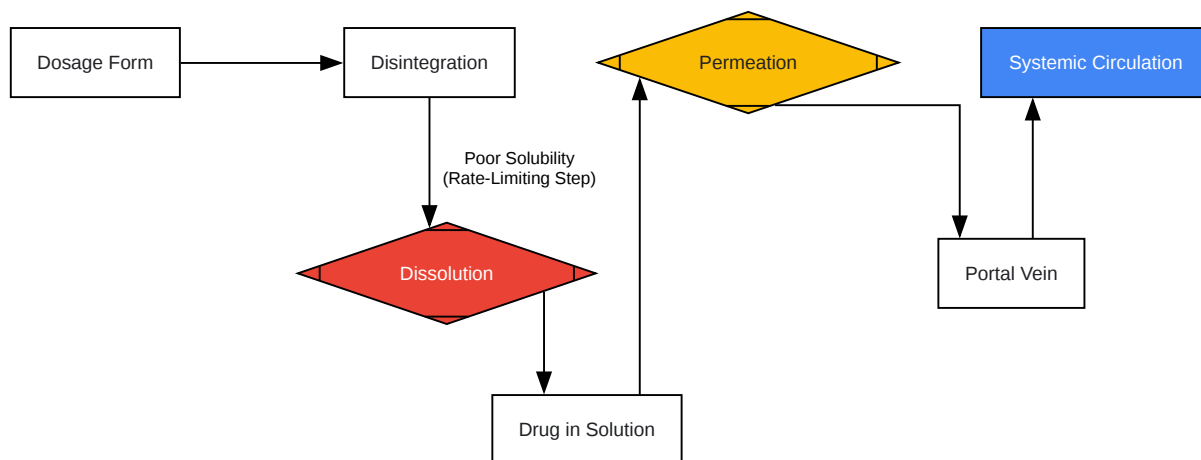 Dosage Form
Disintegration
Poor Solubility
(Rate-Limiting Step)
Dissolution
Drug in Solution
Permeation
Portal Vein
Systemic Circulation